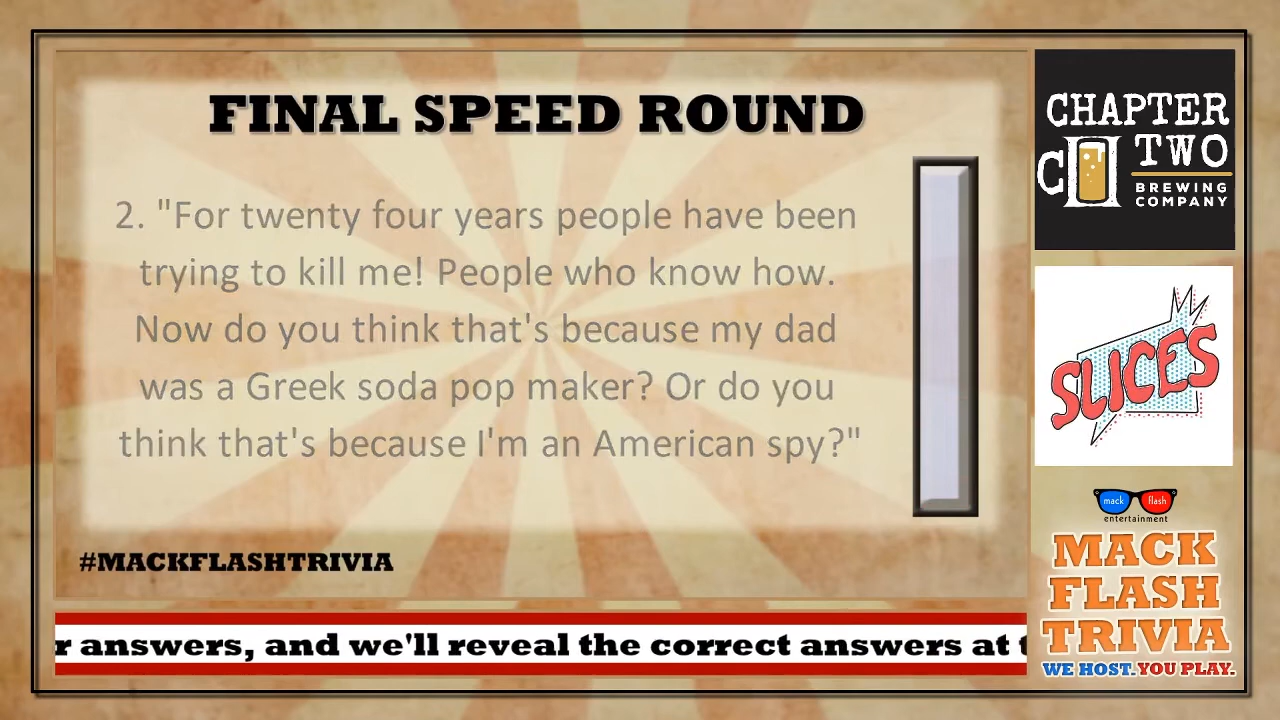 FINAL SPEED ROUND
2. "For twenty four years people have been
trying to kill me! People who know how.
Now do you think that's because my dad
was a Greek soda pop maker? Or do you
think that's because I'm an American spy?"
#MACKFLASHTRIVIA
r answers, and we'll reveal the correct answers at t
CHAPTER
TWO
C
BREWING
COMPANY
SLICES
mack flash
entertainment
MACK
FLASH
TRIVIA
WE HOST. YOU PLAY.